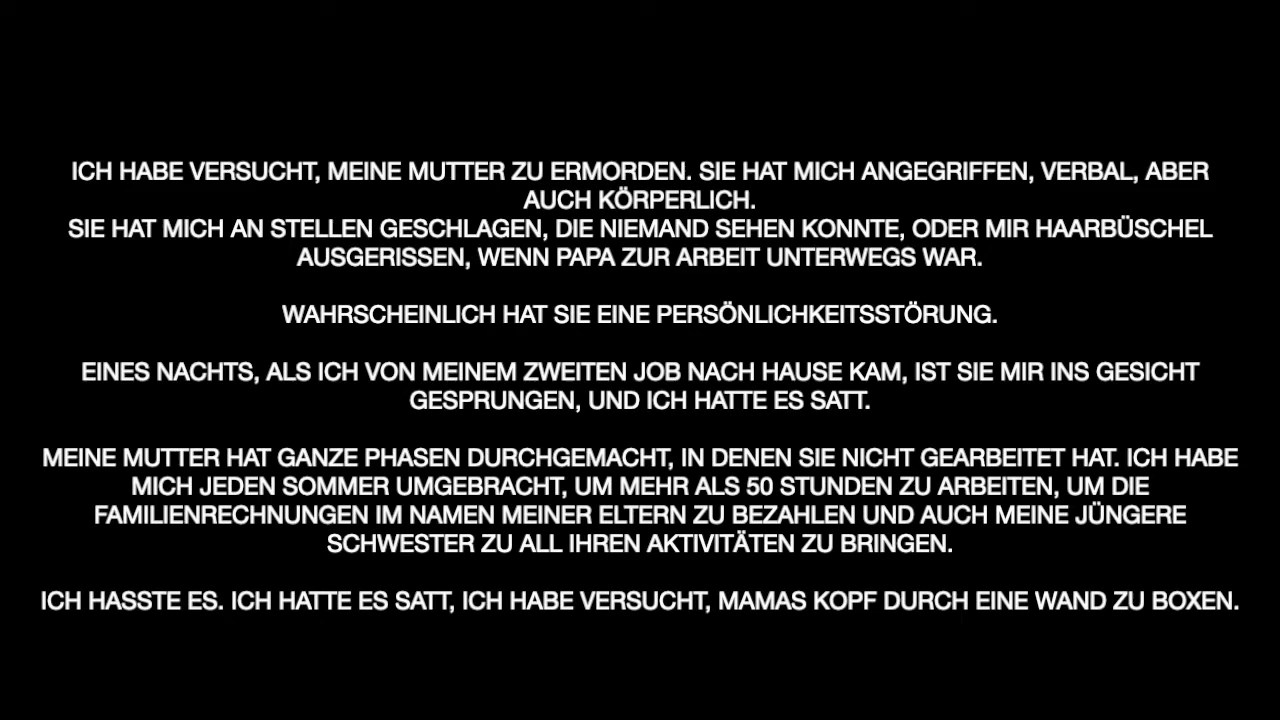 ICH HABE VERSUCHT, MEINE MUTTER ZU ERMORDEN. SIE HAT MICH ANGEGRIFFEN, VERBAL, ABER
AUCH KÖRPERLICH.
SIE HAT MICH AN STELLEN GESCHLAGEN, DIE NIEMAND SEHEN KONNTE, ODER MIR HAARBÜSCHEL
AUSGERISSEN, WENN PAPA ZUR ARBEIT UNTERWEGS WAR.
WAHRSCHEINLICH HAT SIE EINE PERSÖNLICHKEITSSTÖRUNG.
EINES NACHTS, ALS ICH VON MEINEM ZWEITEN JOB NACH HAUSE KAM, IST SIE MIR INS GESICHT
GESPRUNGEN, UND ICH HATTE ES SATT.
MEINE MUTTER HAT GANZE PHASEN DURCHGEMACHT, IN DENEN SIE NICHT GEARBEITET HAT. ICH HABE
MICH JEDEN SOMMER UMGEBRACHT, UM MEHR ALS 50 STUNDEN ZU ARBEITEN, UM DIE
FAMILIENRECHNUNGEN IM NAMEN MEINER ELTERN ZU BEZAHLEN UND AUCH MEINE JÜNGERE
SCHWESTER ZU ALL IHREN AKTIVITÄTEN ZU BRINGEN.
ICH HASSTE ES. ICH HATTE ES SATT, ICH HABE VERSUCHT, MAMAS KOPF DURCH EINE WAND ZU BOXEN.